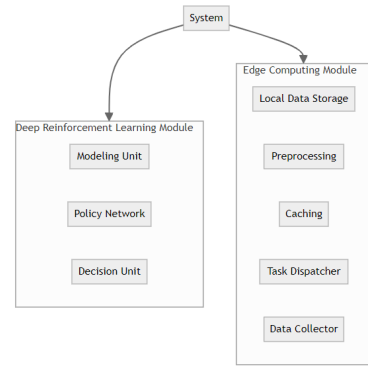 System
Deep Reinforcement Learning Module
Modeling Unit
Policy Network
Decision Unit
Edge Computing Module
Local Data Storage
Preprocessing
Caching
Task Dispatcher
Data Collector